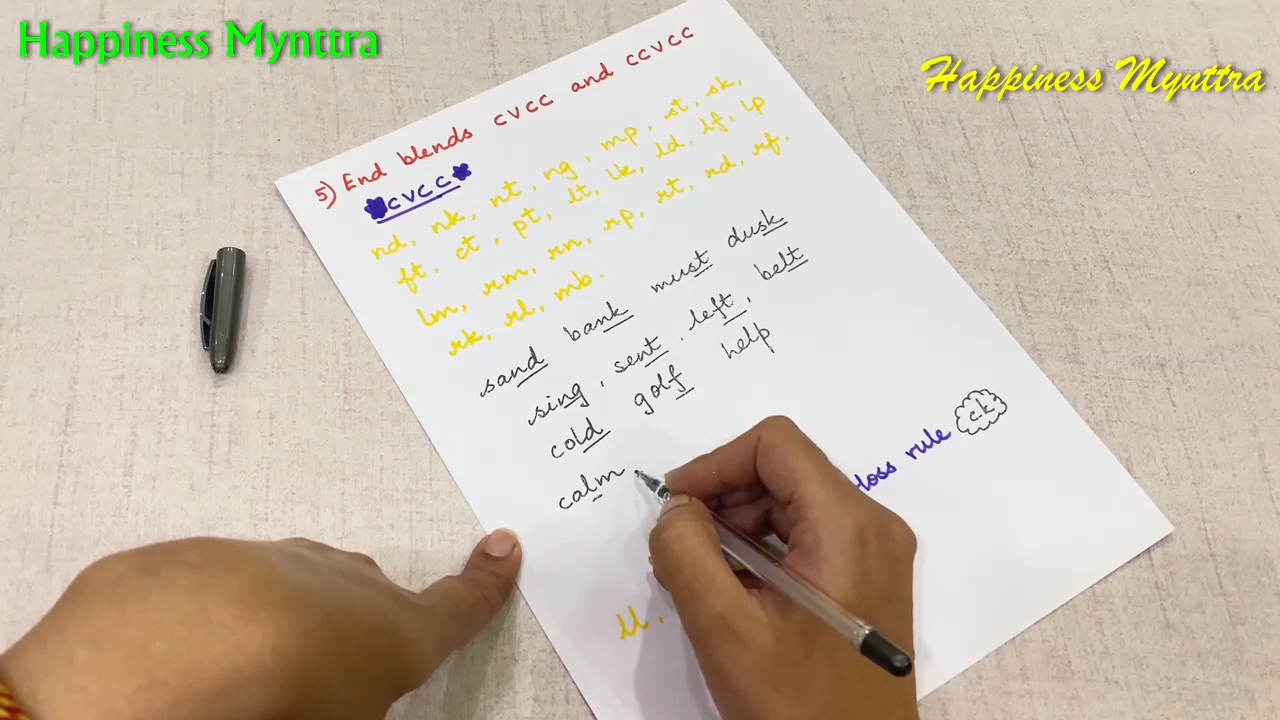 Happiness Mynttra
Happiness Mynttra
5) End blends CVCC and CCVCC
CVCC
nd, nk, nt, ng, mp, st, sk,
ft, ct, pt, lt, lk, ld, lf, lp
lm, rm, rn, rp, rt, rd, rf.
rk, rl, mb.
sand bank must dusk
sing, sent, left, belt
cold golf help
calm
loss rule ck
ll,